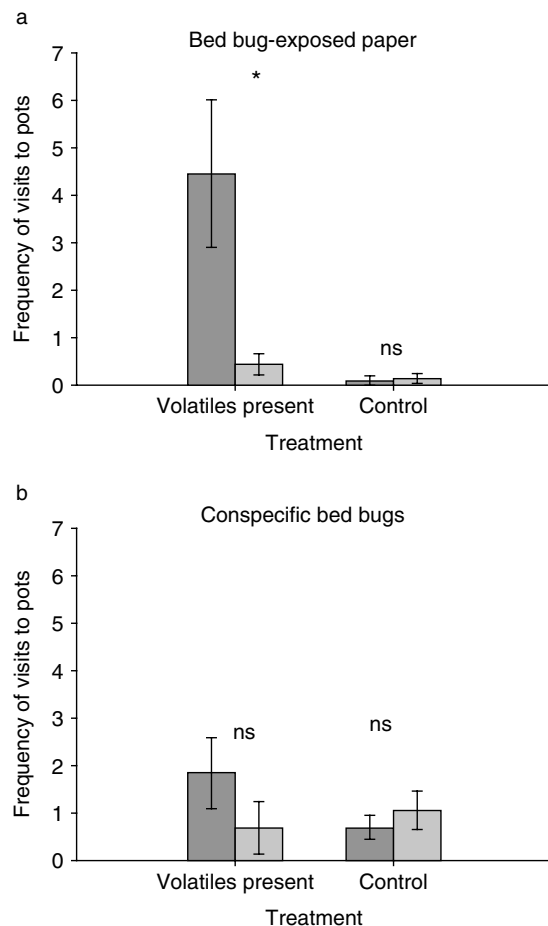 a
Bed bug-exposed paper
7
6
5
4
3
2
1
0
Frequency of visits to pots
*
ns
Volatiles present
Control
Treatment
b
Conspecific bed bugs
7
6
5
4
3
2
1
0
Frequency of visits to pots
ns
ns
Volatiles present
Control
Treatment